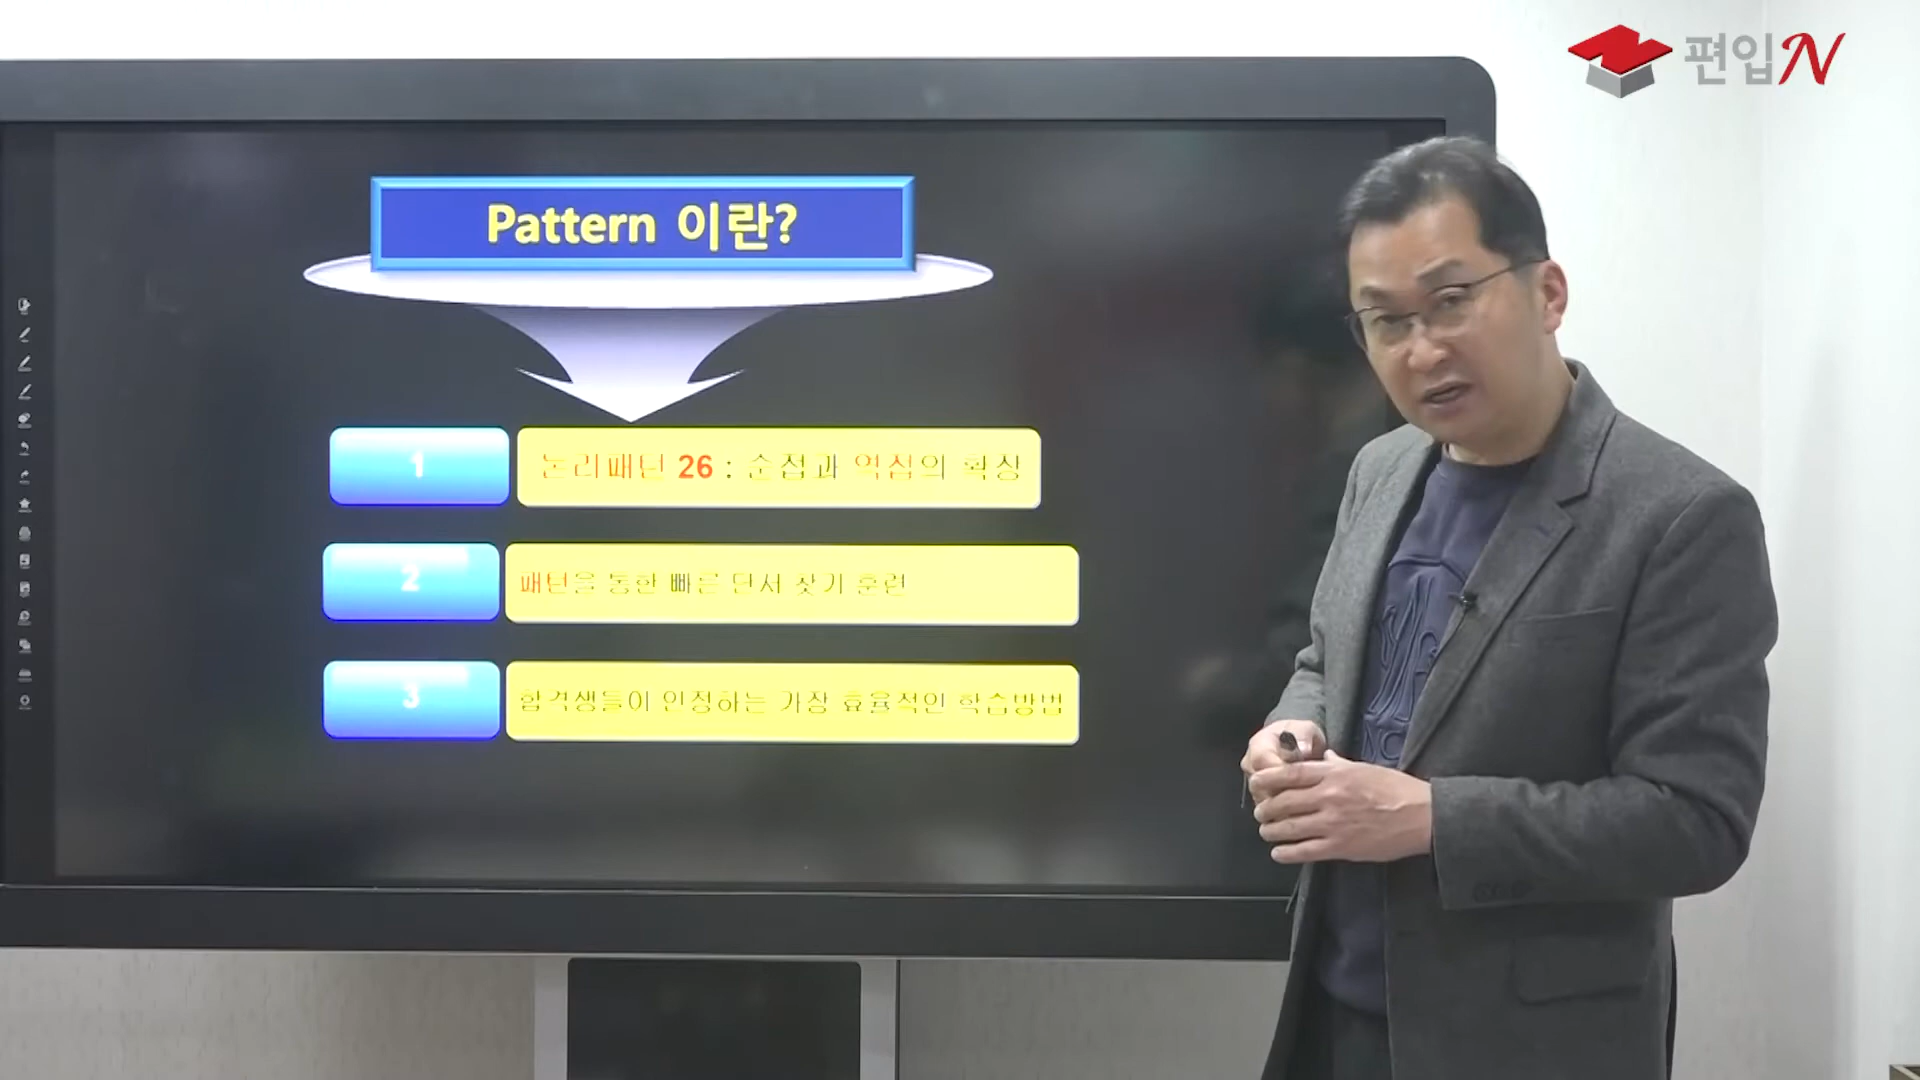 편입N
Pattern 이란?
1
논리패턴 26 : 순접과 역접의 확장
2
패턴을 통한 빠른 단서 찾기 훈련
3
합격생들이 인정하는 가장 효율적인 학습방법